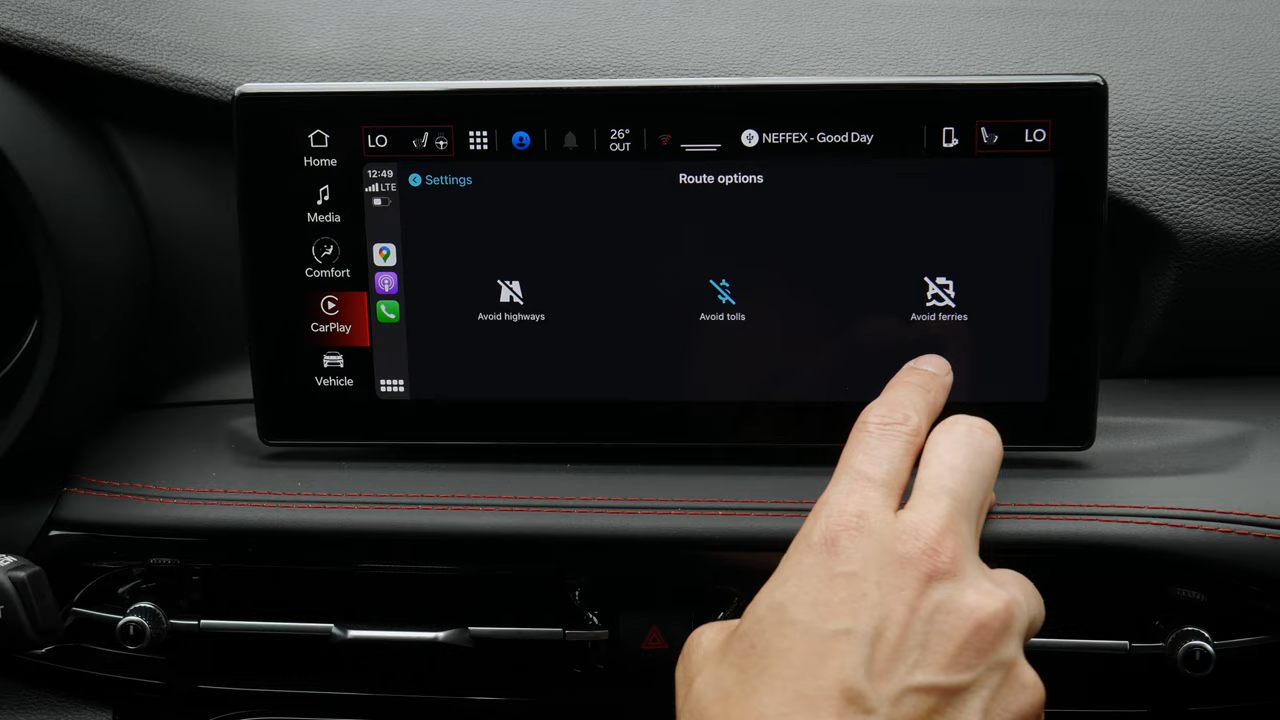 Home
LO
26°
OUT
NEFFEX - Good Day
LO
Media
12:49
LTE
Settings
Route options
Comfort
CarPlay
Avoid highways
Avoid tolls
Avoid ferries
Vehicle